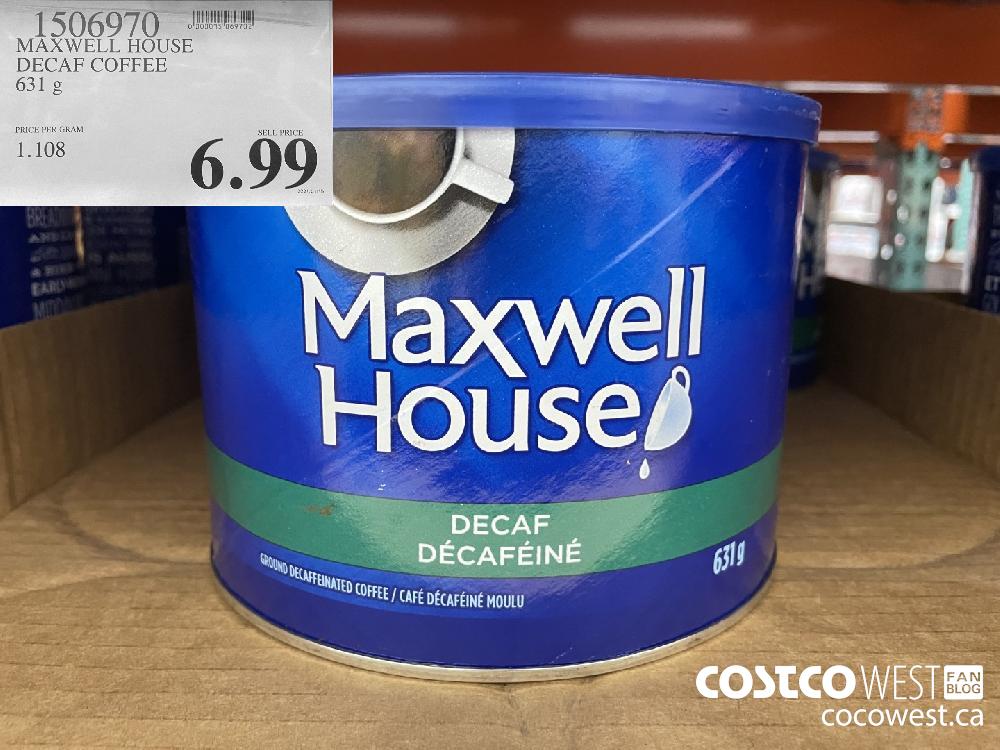 1506970
MAXWELL HOUSE
DECAF COFFEE
631 g
PRICE PER GRAM
1.108
SELL PRICE
6.99
Maxwell
House
DECAF
DÉCAFÉINÉ
631 g
GROUND DECAFFEINATED COFFEE / CAFÉ DÉCAFÉINÉ MOULU
COSTCO WEST FAN BLOG
cocowest.ca